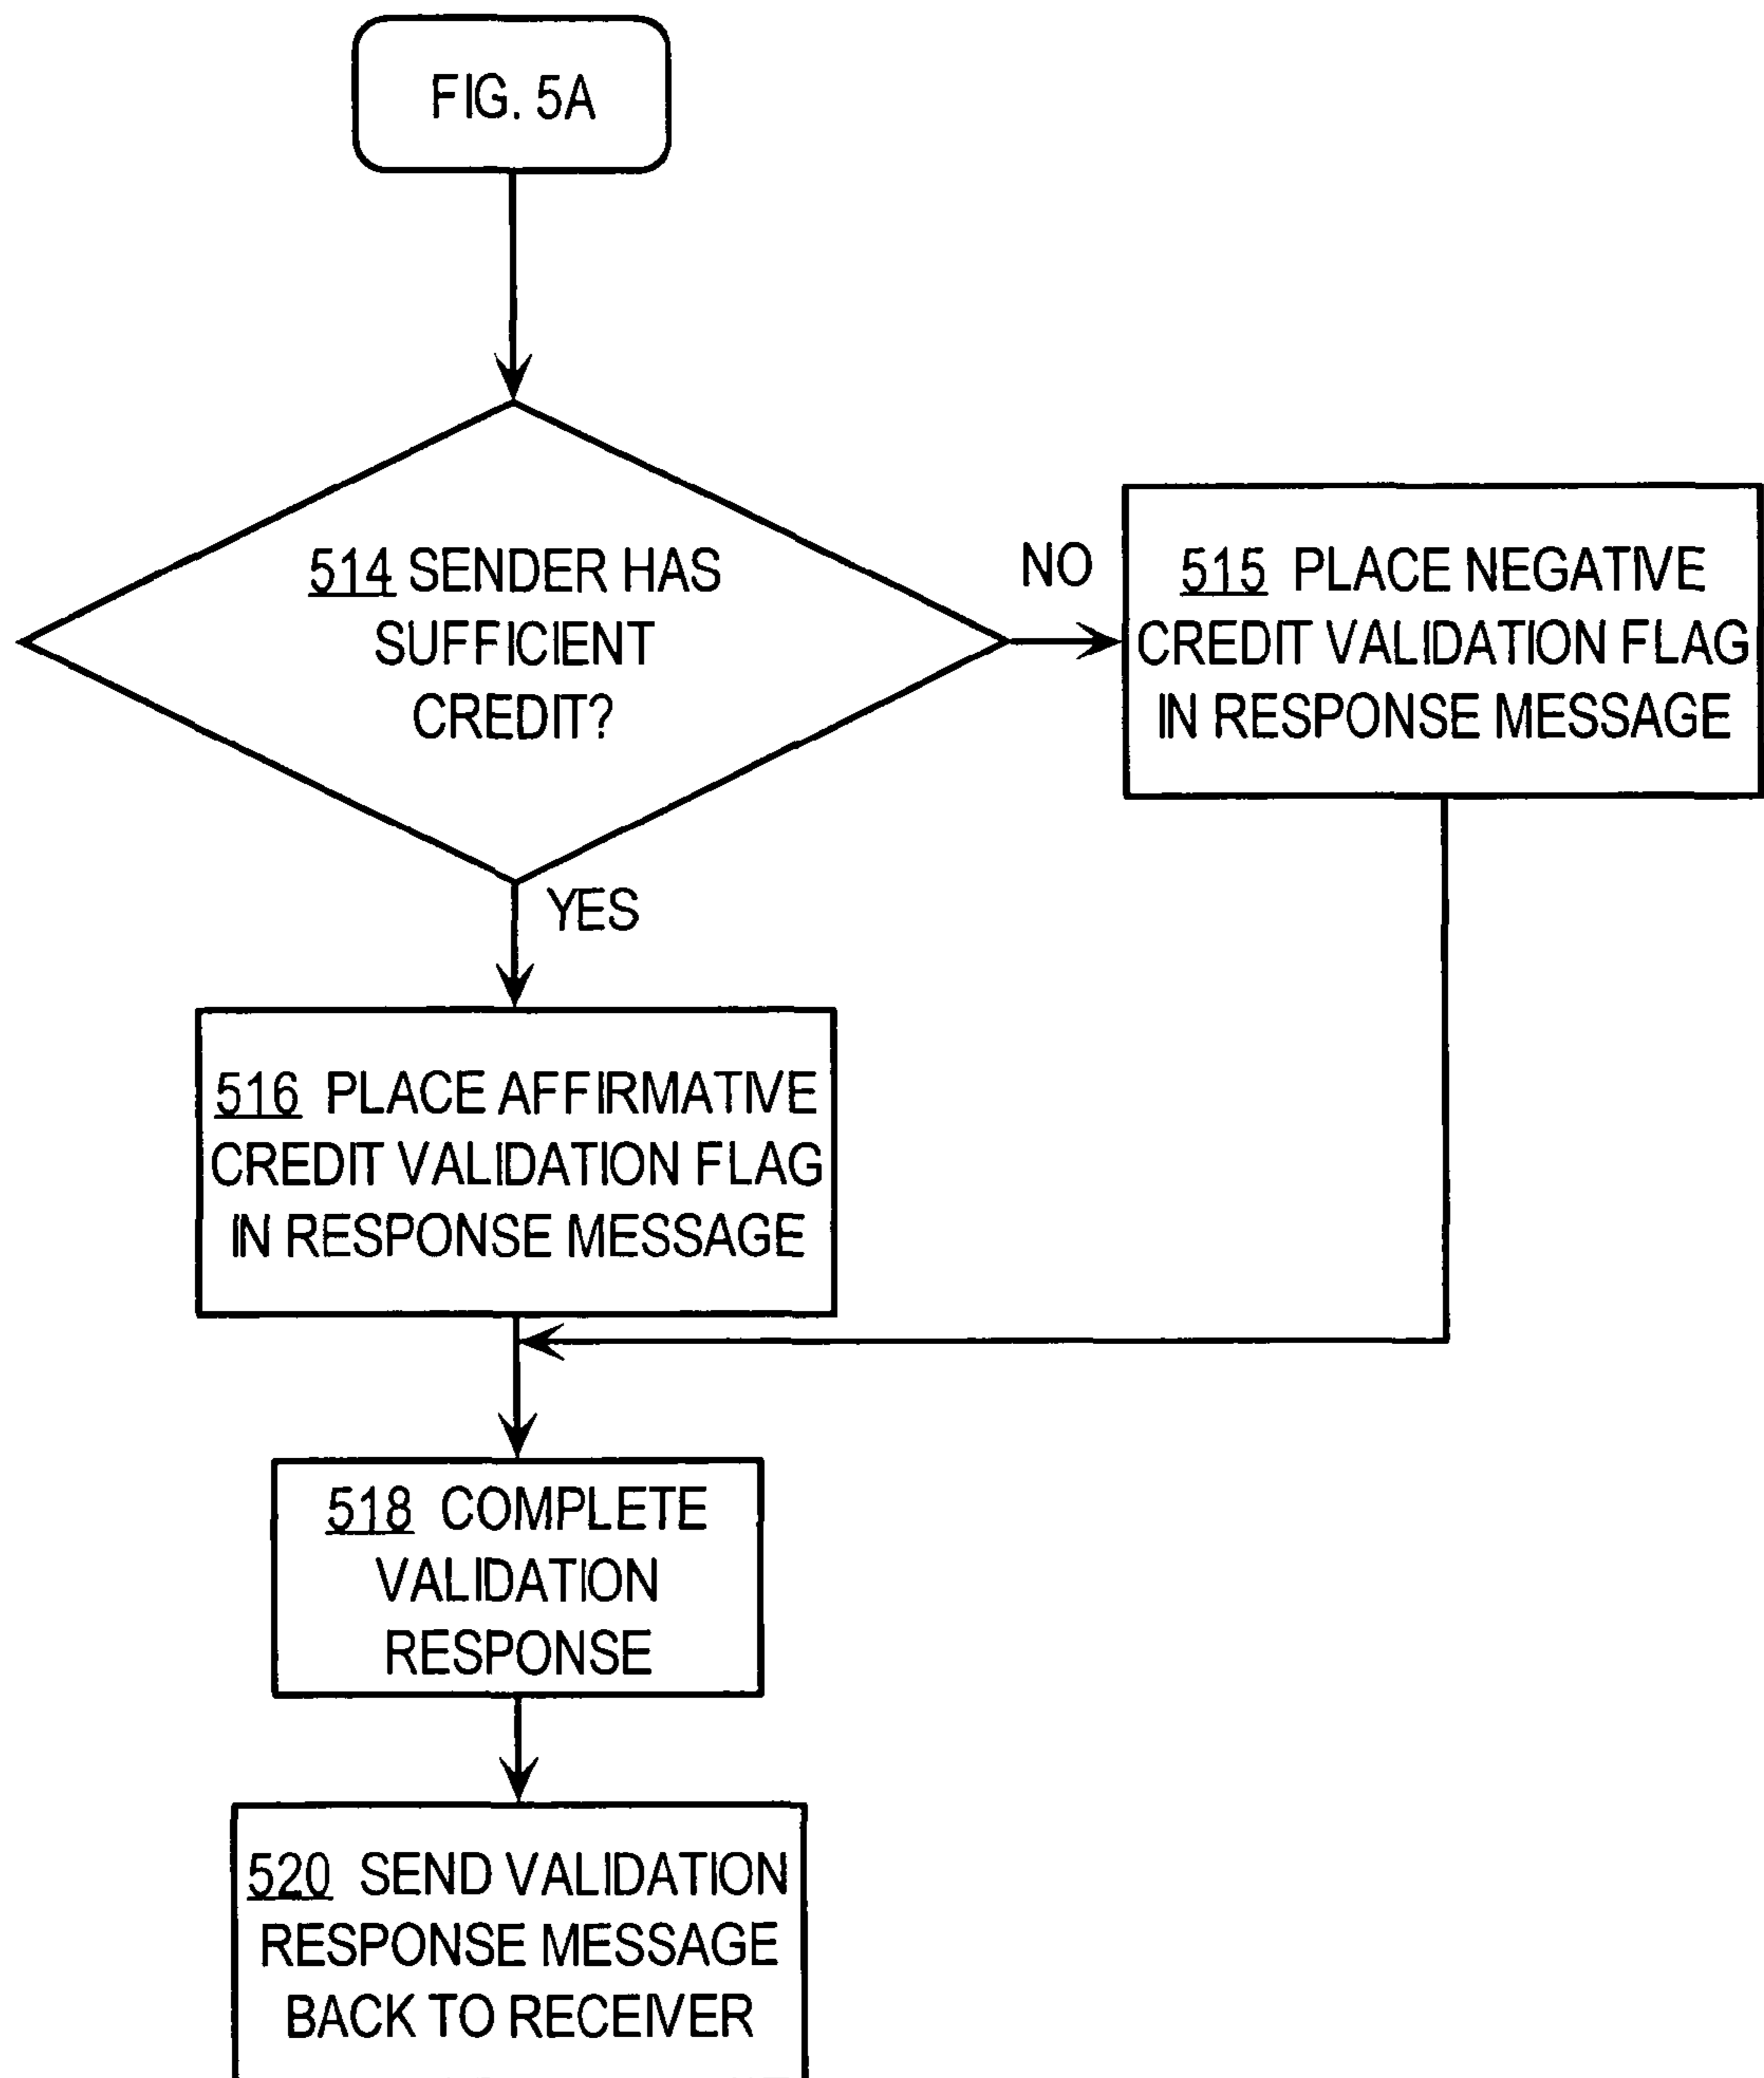 FIG. 5A
514 SENDER HAS
SUFFICIENT
CREDIT?
NO
515 PLACE NEGATIVE
CREDIT VALIDATION FLAG
IN RESPONSE MESSAGE
YES
516 PLACE AFFIRMATIVE
CREDIT VALIDATION FLAG
IN RESPONSE MESSAGE
518 COMPLETE
VALIDATION
RESPONSE
520 SEND VALIDATION
RESPONSE MESSAGE
BACK TO RECEIVER